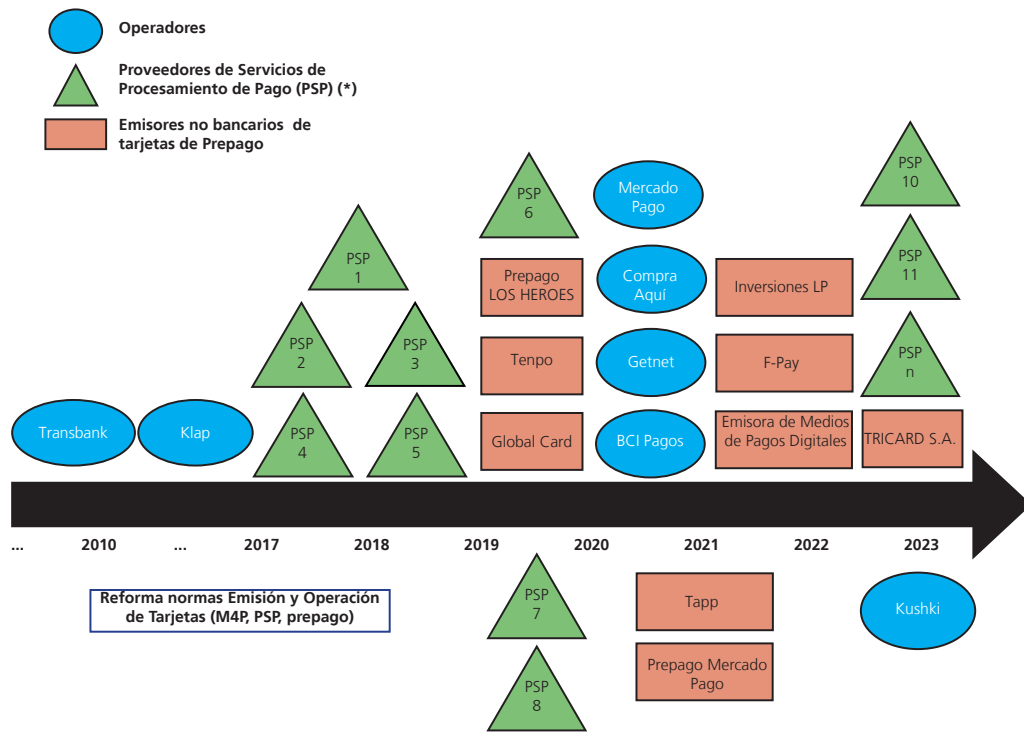 Operadores
Proveedores de Servicios de
Procesamiento de Pago (PSP) (*)
Emisores no bancarios de
tarjetas de Prepago
PSP
1
PSP
2
PSP
3
PSP
4
PSP
5
PSP
6
Mercado
Pago
PSP
10
Prepago
LOS HEROES
Compra
Aquí
Inversiones LP
PSP
11
Tenpo
Getnet
F-Pay
PSP
n
Transbank
Klap
Global Card
BCI Pagos
Emisora de Medios
de Pagos Digitales
TRICARD S.A.
...
2010
...
2017
2018
2019
2020
2021
2022
2023
Reforma normas Emisión y Operación
de Tarjetas (M4P, PSP, prepago)
PSP
7
Tapp
Kushki
PSP
8
Prepago Mercado
Pago